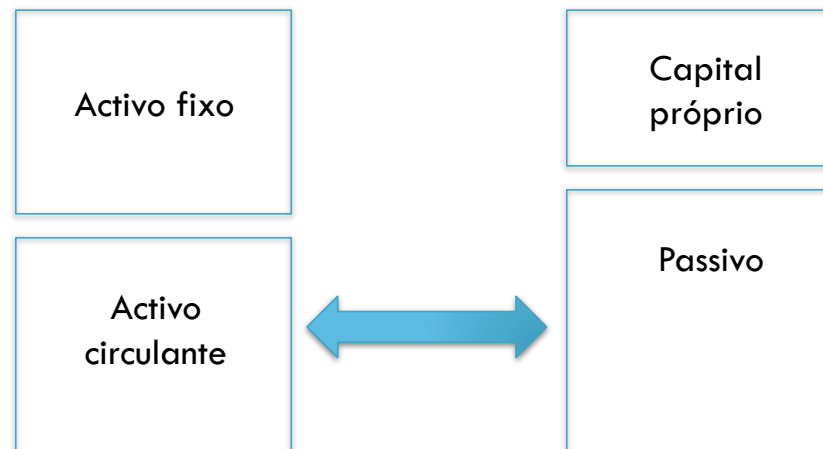 Activo fixo
Activo
circulante
Capital
próprio
Passivo